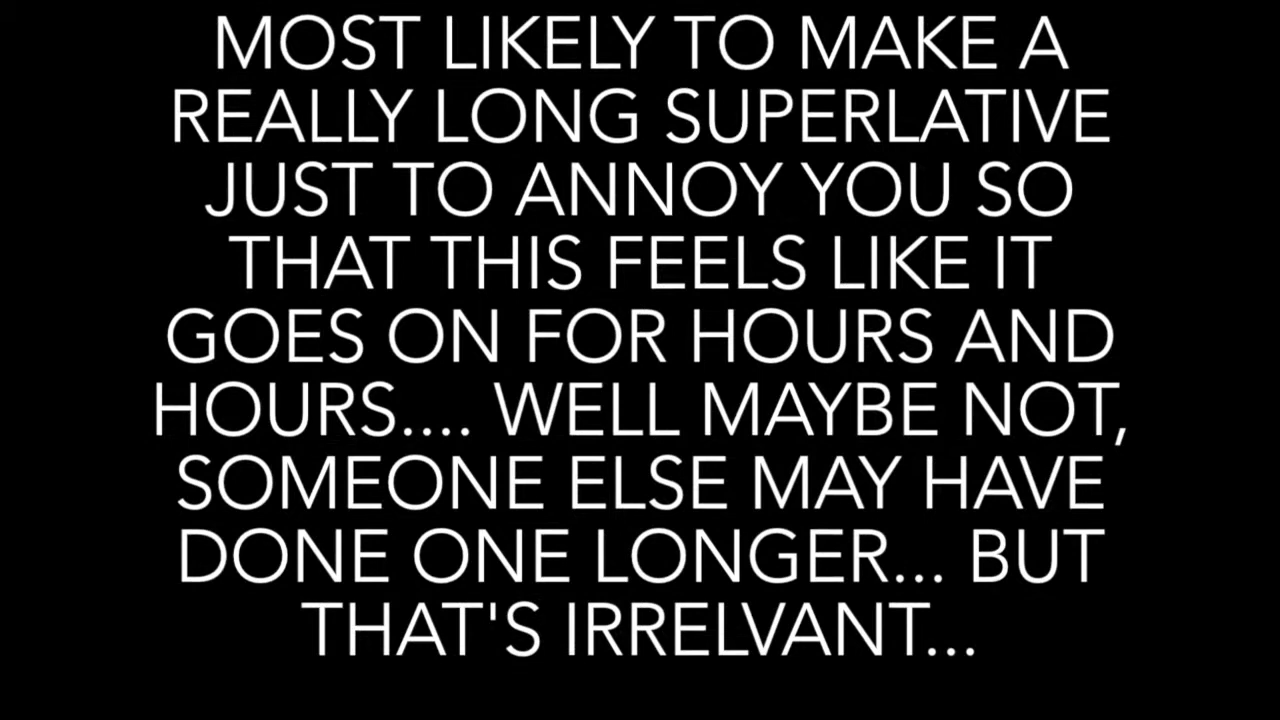 MOST LIKELY TO MAKE A
REALLY LONG SUPERLATIVE
JUST TO ANNOY YOU SO
THAT THIS FEELS LIKE IT
GOES ON FOR HOURS AND
HOURS.... WELL MAYBE NOT,
SOMEONE ELSE MAY HAVE
DONE ONE LONGER... BUT
THAT'S IRRELVANT...